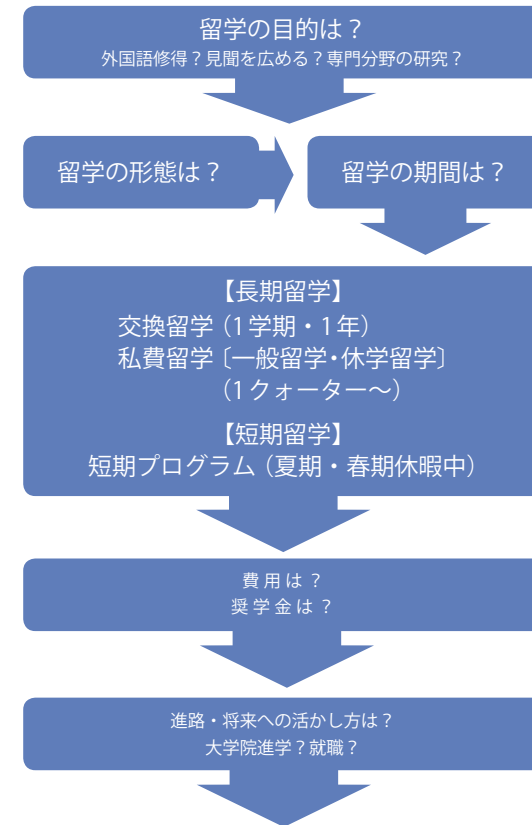 留学の目的は？
外国語修得？見聞を広める？専門分野の研究？
留学の形態は？
留学の期間は？
【長期留学】
交換留学（1学期・1年）
私費留学〔一般留学・休学留学〕
（1クォーター～）
【短期留学】
短期プログラム（夏期・春期休暇中）
費用は？
奨学金は？
進路・将来への活かし方は？
大学院進学？就職？